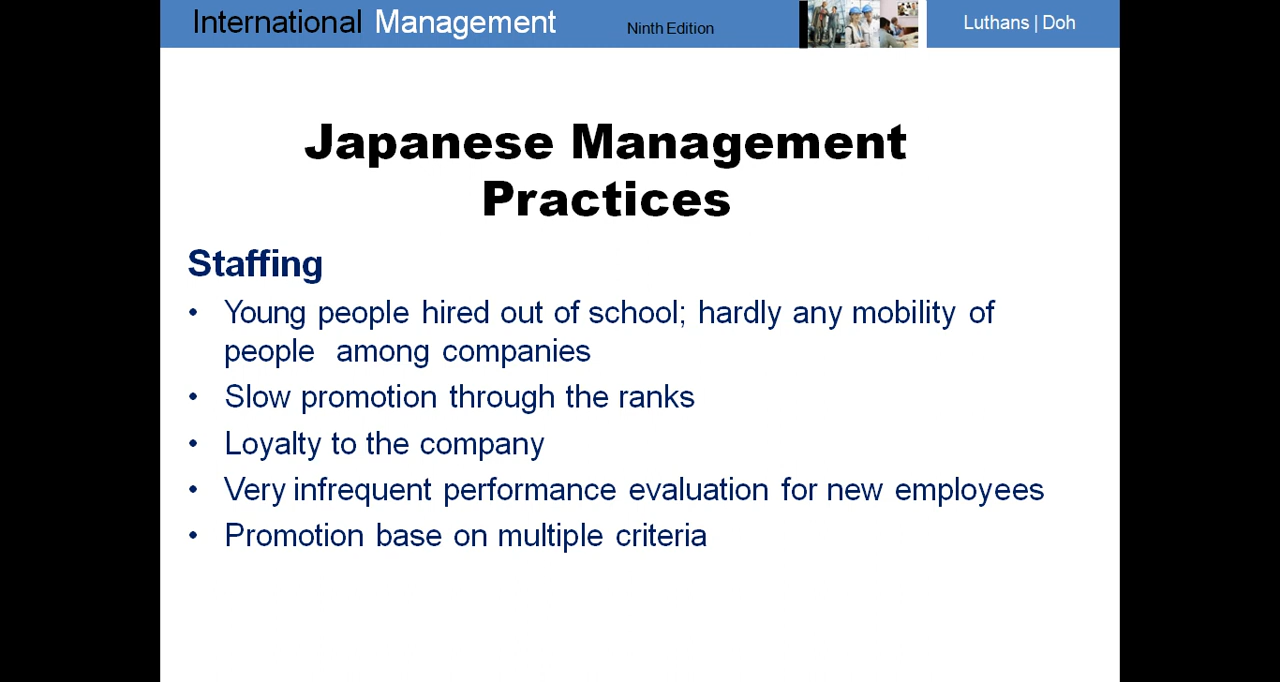 International Management Ninth Edition Luthans | Doh
Japanese Management
Practices
Staffing
• Young people hired out of school; hardly any mobility of
people among companies
• Slow promotion through the ranks
• Loyalty to the company
• Very infrequent performance evaluation for new employees
• Promotion base on multiple criteria